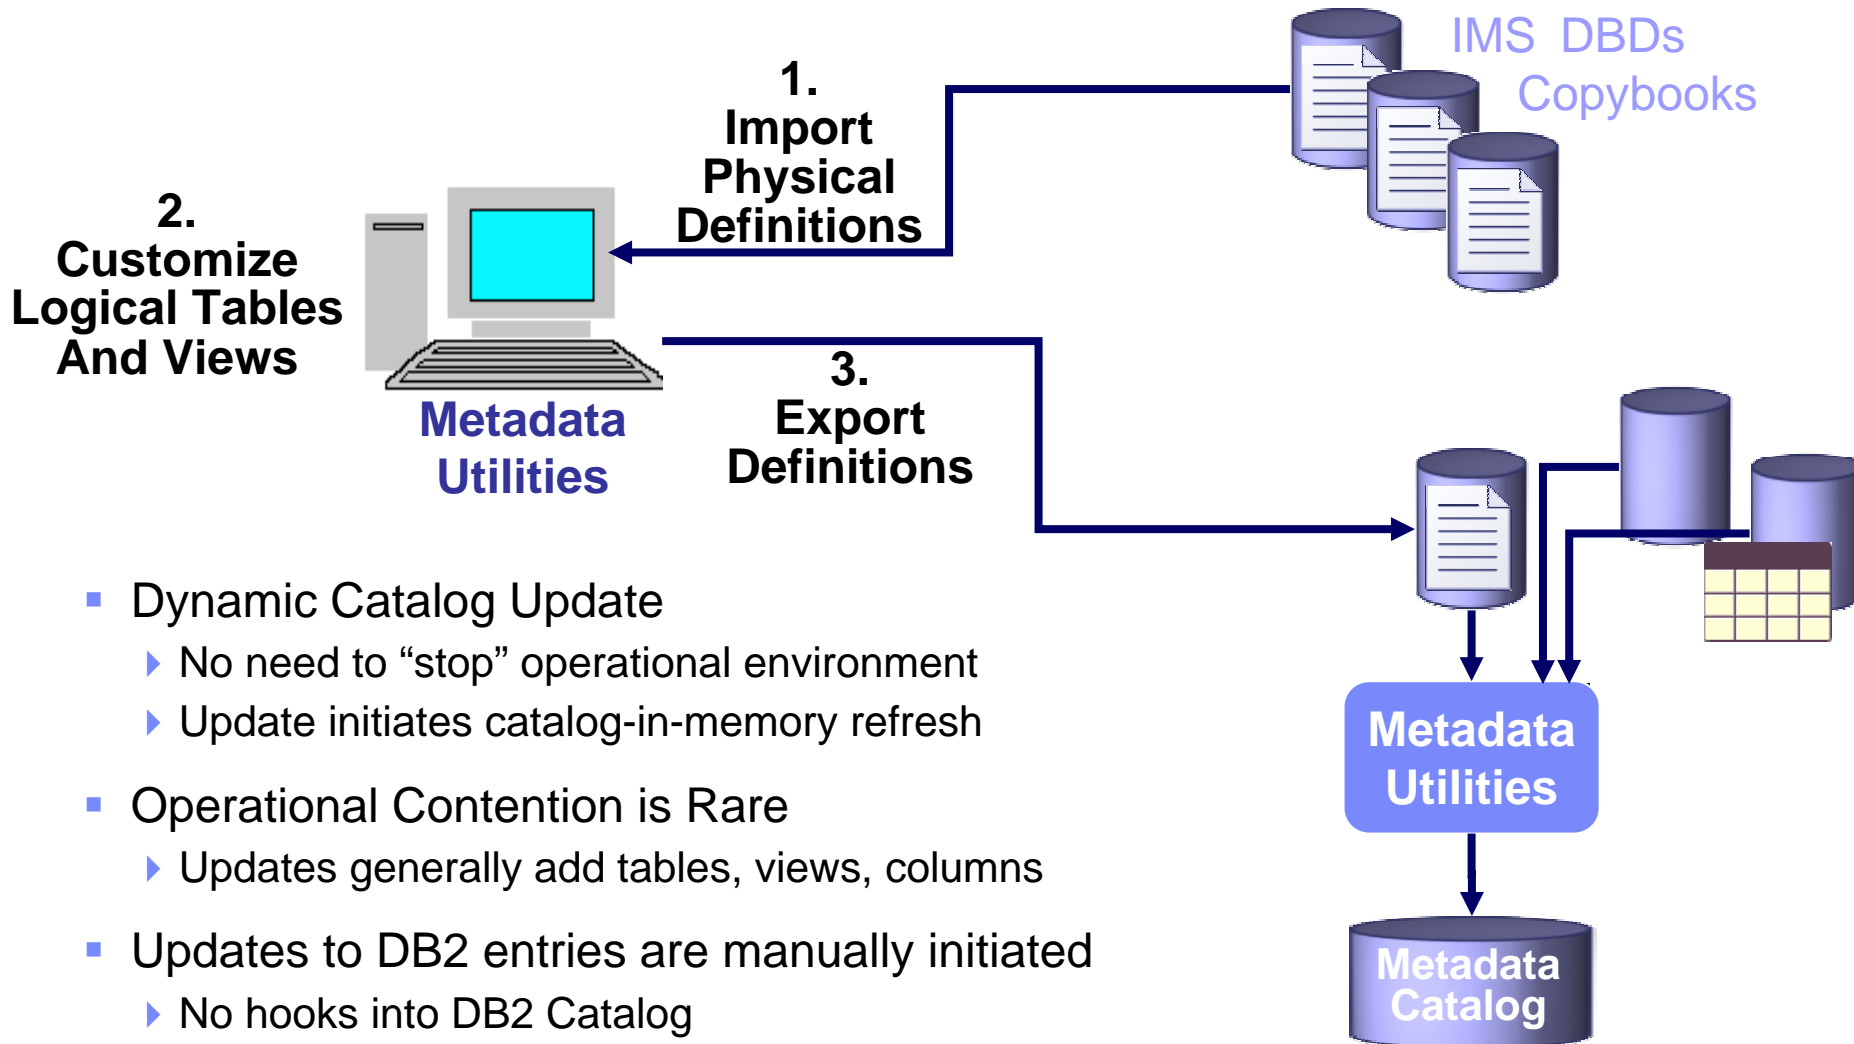 IMS DBDs
Copybooks
1.
Import
Physical
Definitions
2.
Customize
Logical Tables
And Views
Metadata
Utilities
3.
Export
Definitions
▪ Dynamic Catalog Update
No need to “stop” operational environment
Update initiates catalog-in-memory refresh
▪ Operational Contention is Rare
Updates generally add tables, views, columns
▪ Updates to DB2 entries are manually initiated
No hooks into DB2 Catalog
Metadata
Utilities
Metadata
Catalog